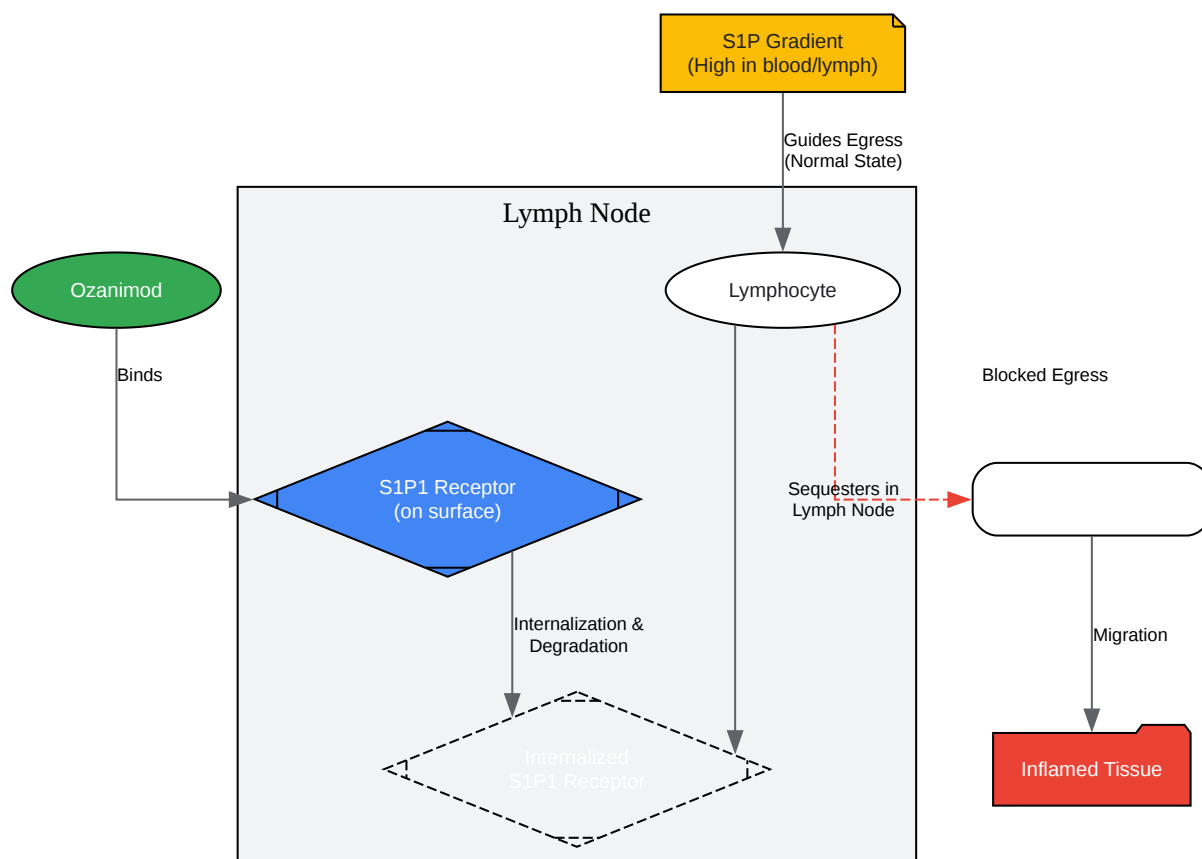 S1P Gradient
(High in blood/lymph)
Guides Egress
(Normal State)
Lymph Node
Ozanimod
Lymphocyte
Binds
Blocked Egress
S1P1 Receptor
(on surface)
Sequesters in
Lymph Node
Internalization &
Degradation
Migration
Internalized
S1P1 Receptor
Inflamed Tissue